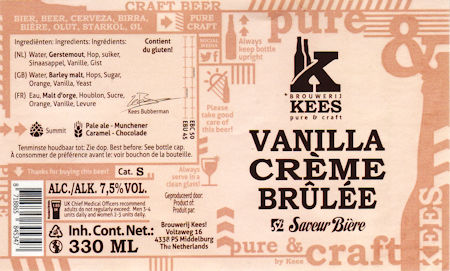 CRAFT BEER
BIER, BEER, CERVEZA, BIRRA,
BIÈRE, OLUT, STARKÖL, ØL
PURE
CRAFT
Ingrediënten: Ingredients: Ingrédients:
Contient
du gluten!
(NL) Water, Gerstemout, Hop, suiker,
Sinaasappel, Vanille, Gist
(GB) Water, Barley malt, Hops, Sugar,
Orange, Vanilla, Yeast
(FR) Eau, Malt d'orge, Houblon, Sucre,
Orange, Vanille, Levure
Kees Bubberman
Summit
Pale ale - Munchener
Caramel - Chocolade
EBC 50
EBU 45
Tenminste houdbaar tot: Zie dop. Best before: See bottle cap.
À consommer de préférence avant le: voir bouchon de la bouteille.
Thanks for buying this beer!
Cat. S
ALC./ALK. 7,5% VOL.
UK Chief Medical Officers recommend
adults do not regularly exceed: Men 3-4
units daily and women 2-3 units daily.
Inh. Cont. Net.:
330 ML
SOCIAL
MEDIA
Always
keep bottle
upright
Please
take good
care of
this beer!
Always
serve in a
clean glass!
Geproduceerd door:
Product of:
Produit par:
Brouwerij Kees!
Voltaweg 16
4338 PS Middelburg
The Netherlands
pure &
BROUWERIJ
KEES
pure & craft
VANILLA
CRÈME
BRÛLÉE
Saveur Bière
pure &
craft
by Kees
KEES